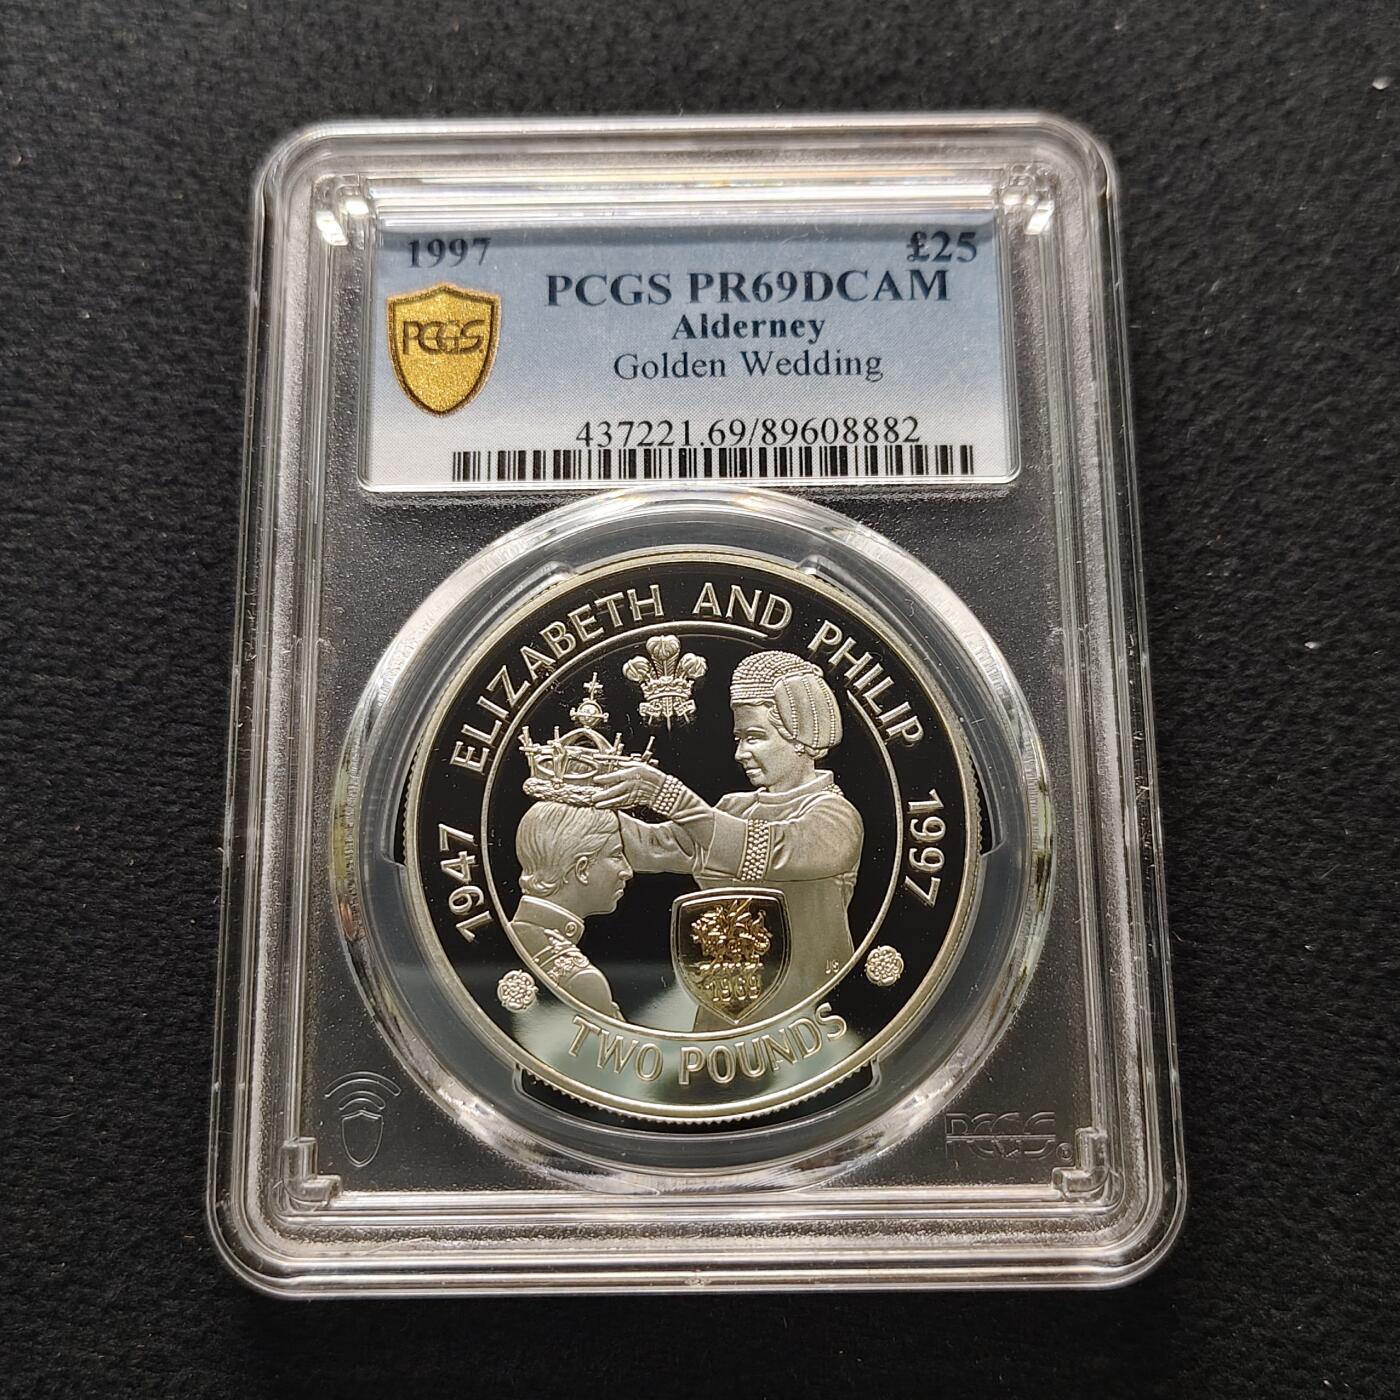 1997 £25
PCGS PR69DCAM
PCGS
Alderney
Golden Wedding
437221.69/89608882
1947 ELIZABETH AND PHILIP 1997
1969
JG
TWO POUNDS
PCGS